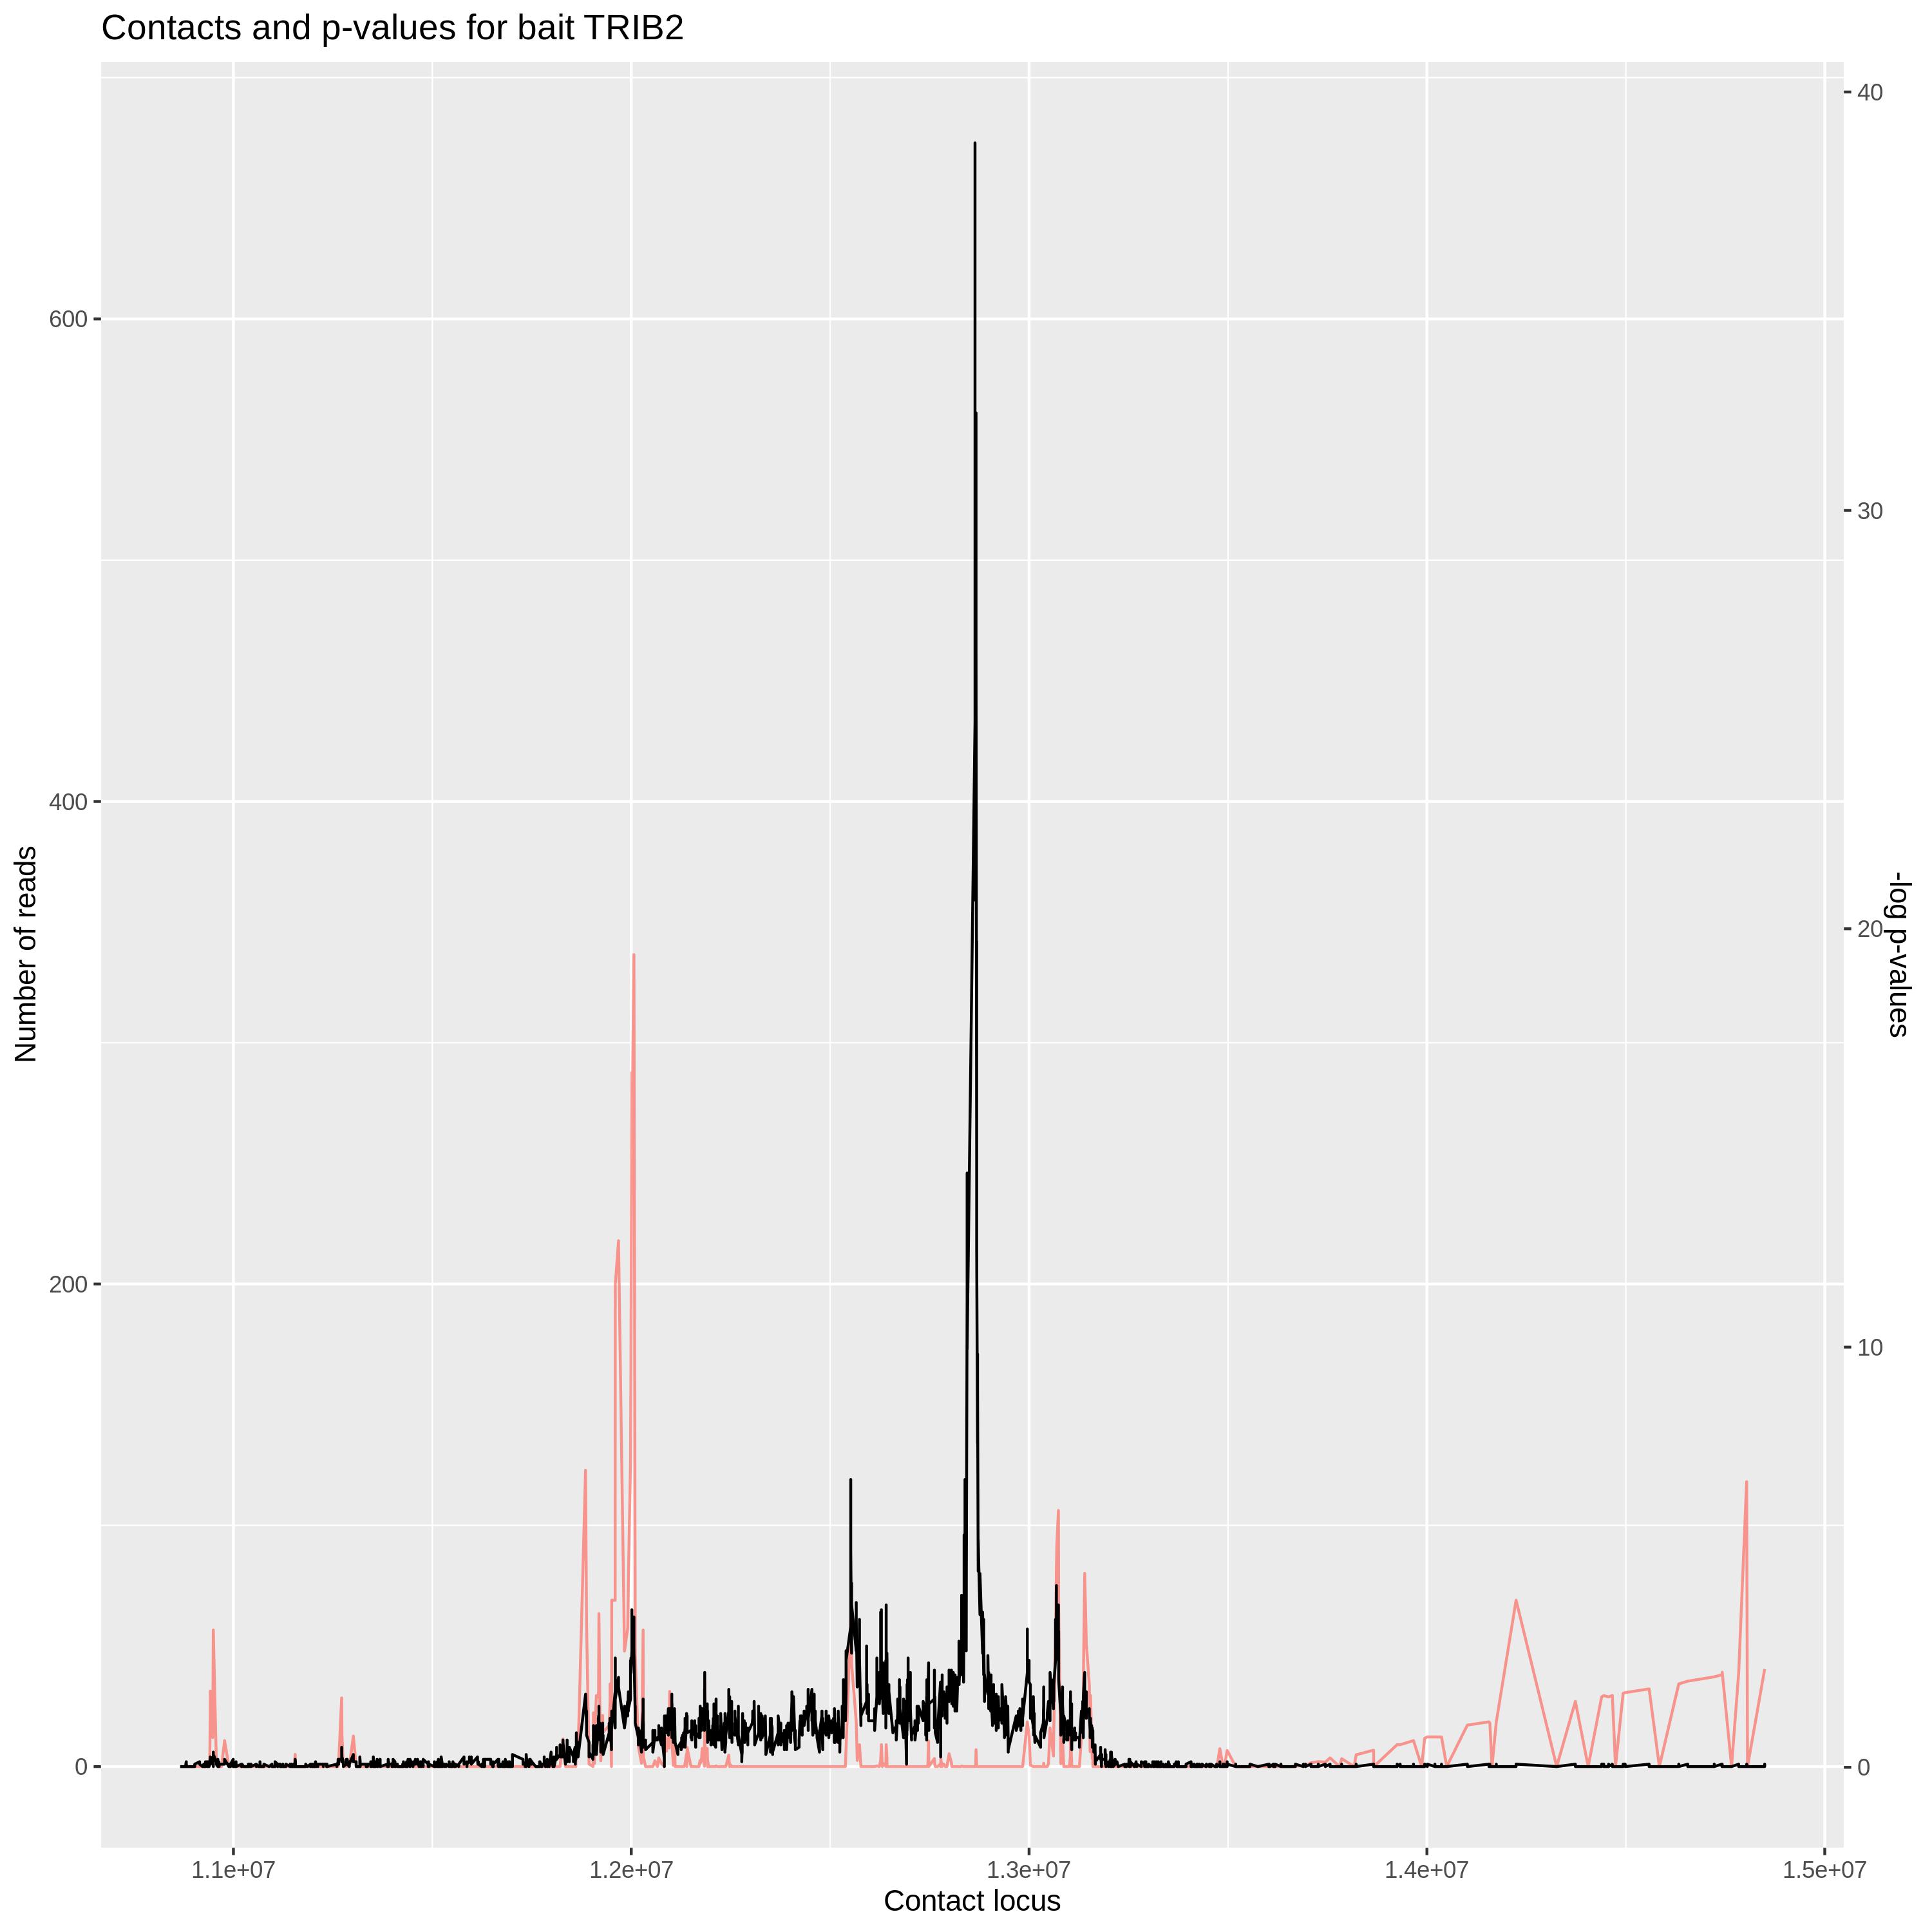 Contacts and p-values for bait TRIB2
Number of reads
600
400
200
0
40
30
20
10
0
-log p-values
1.1e+07
1.2e+07
1.3e+07
1.4e+07
1.5e+07
Contact locus